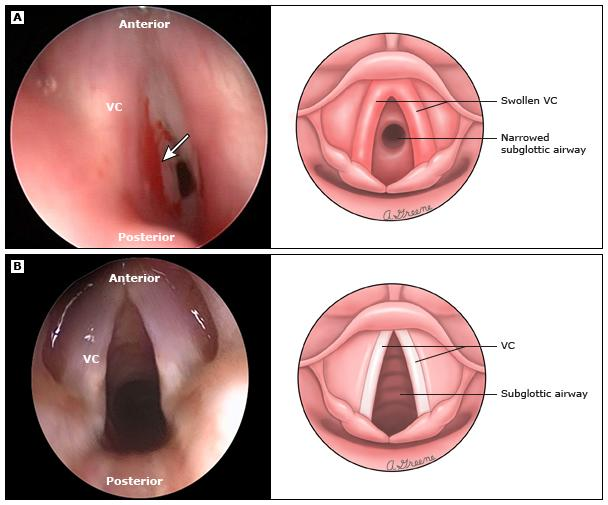 A
Anterior
VC
Posterior
Swollen VC
Narrowed
subglottic airway
A Greene
B
Anterior
VC
Posterior
VC
Subglottic airway
A Greene